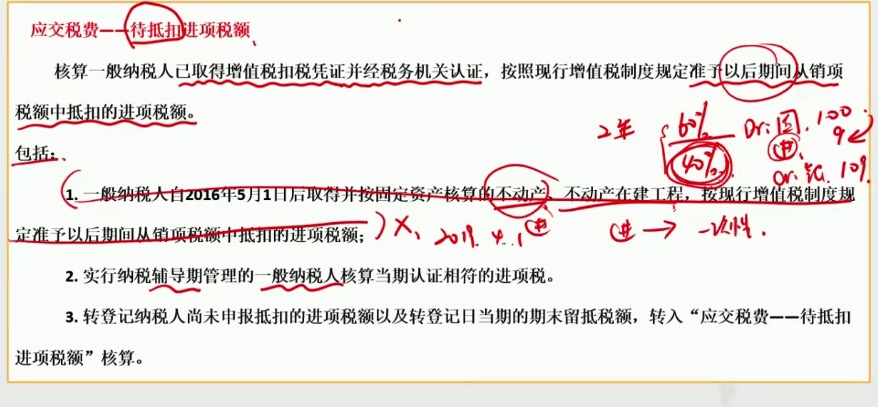 应交税费——待抵扣进项税额
核算一般纳税人已取得增值税扣税凭证并经税务机关认证，按照现行增值税制度规定准予以后期间从销项
税额中抵扣的进项税额。
2年 60% Dr: 固. 100
进 9
40% Cr: 银. 109
包括：
1. 一般纳税人自2016年5月1日后取得并按固定资产核算的不动产、不动产在建工程，按现行增值税制度规
定准予以后期间从销项税额中抵扣的进项税额；
X、 2019. 4. 1 进 进 → 一次性.
2. 实行纳税辅导期管理的一般纳税人核算当期认证相符的进项税。
3. 转登记纳税人尚未申报抵扣的进项税额以及转登记日当期的期末留抵税额，转入“应交税费——待抵扣
进项税额”核算。